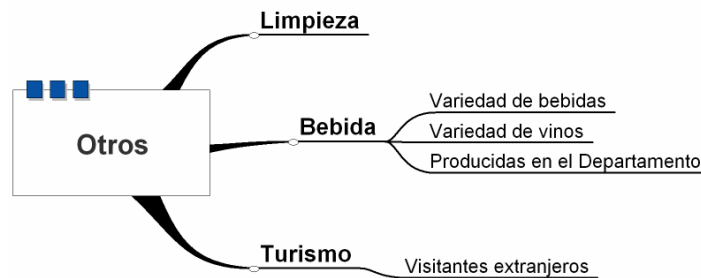 Limpieza
Otros
Bebida
Variedad de bebidas
Variedad de vinos
Producidas en el Departamento
Turismo
Visitantes extranjeros